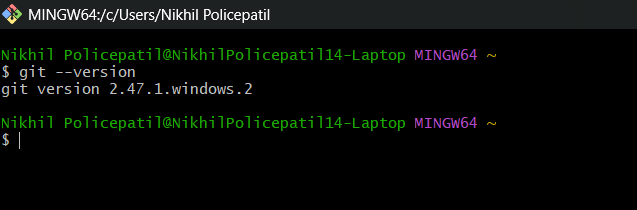 MINGW64:/c/Users/Nikhil Policepatil
Nikhil Policepatil@NikhilPolicepatil14-Laptop MINGW64 ~
$ git --version
git version 2.47.1.windows.2
Nikhil Policepatil@NikhilPolicepatil14-Laptop MINGW64 ~
$